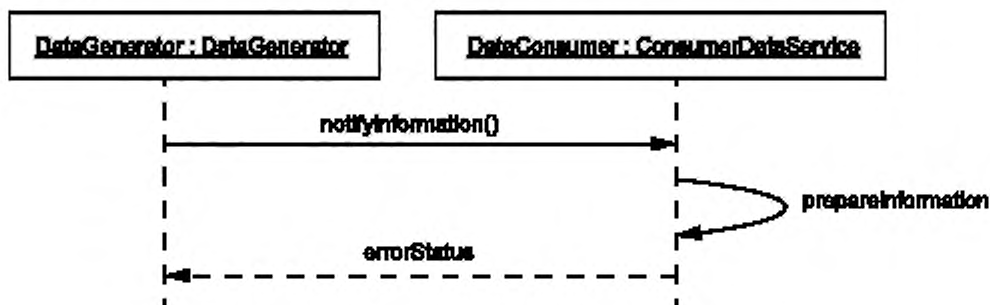 DataGenerator : DataGenerator
DataConsumer : ConsumerDataService
notifyInformation()
prepareInformation
errorStatus